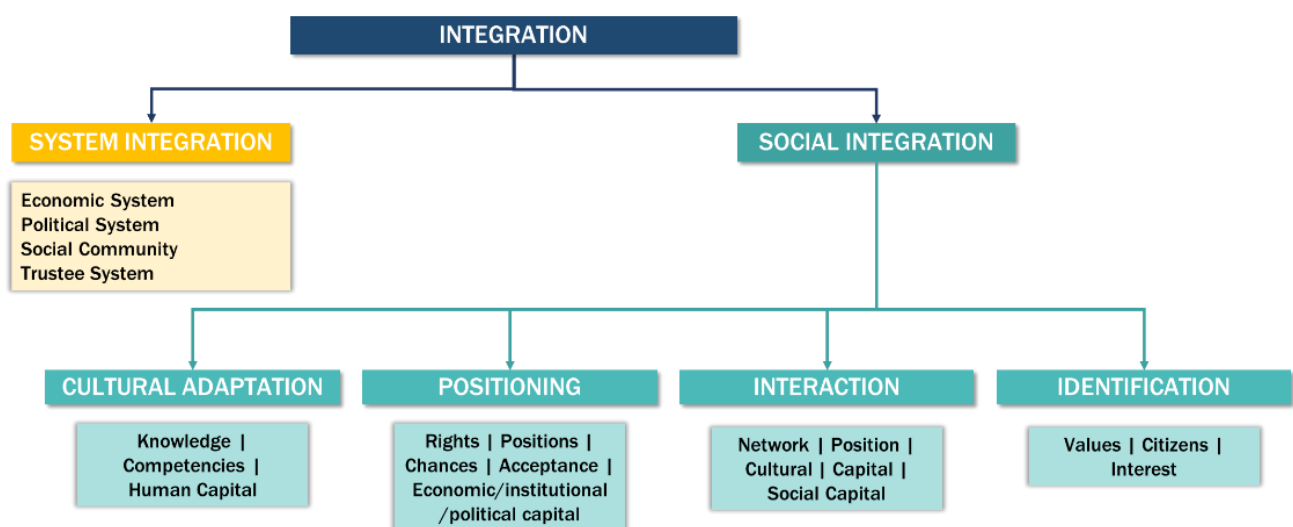 INTEGRATION
SYSTEM INTEGRATION
SOCIAL INTEGRATION
Economic System
Political System
Social Community
Trustee System
CULTURAL ADAPTATION
POSITIONING
INTERACTION
IDENTIFICATION
Knowledge |
Competencies |
Human Capital
Rights | Positions |
Chances | Acceptance |
Economic/institutional
/political capital
Network | Position |
Cultural | Capital |
Social Capital
Values | Citizens |
Interest